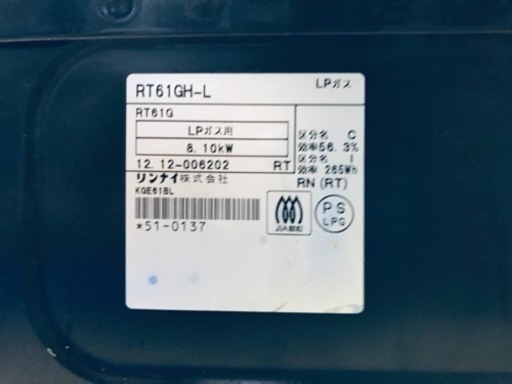 RT61GH-L
LPガス
RT61G
LPガス用
8.10kW
12.12-006202 RT
リンナイ株式会社
KGE61BL
*51-0137
区分名 C
効率56.3%
区分名 I
効率 265Wh
RN (RT)
JIA認証
PS
LPG